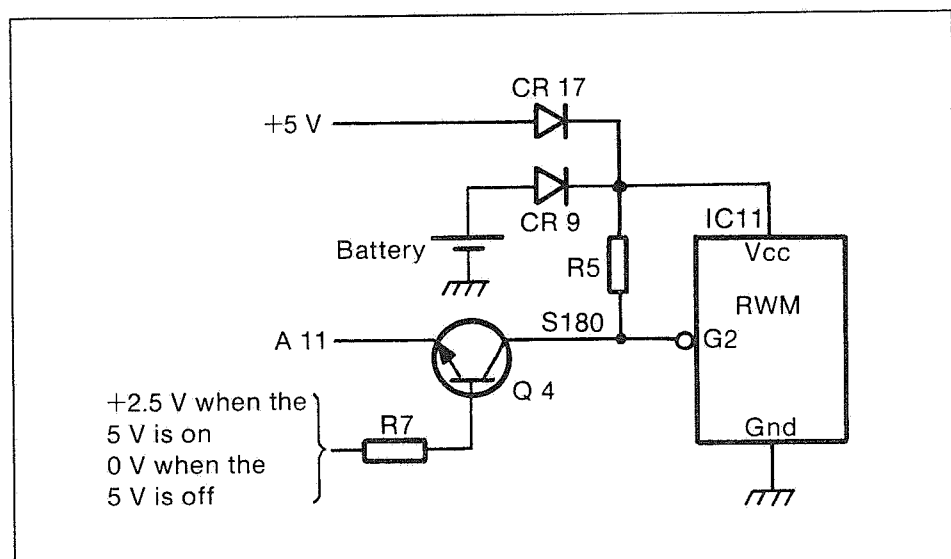 CR 17
+5 V
CR 9
IC11
Vcc
Battery
R5
RWM
S180
A 11
G2
Q 4
+2.5 V when the
5 V is on
0 V when the
5 V is off
R7
Gnd